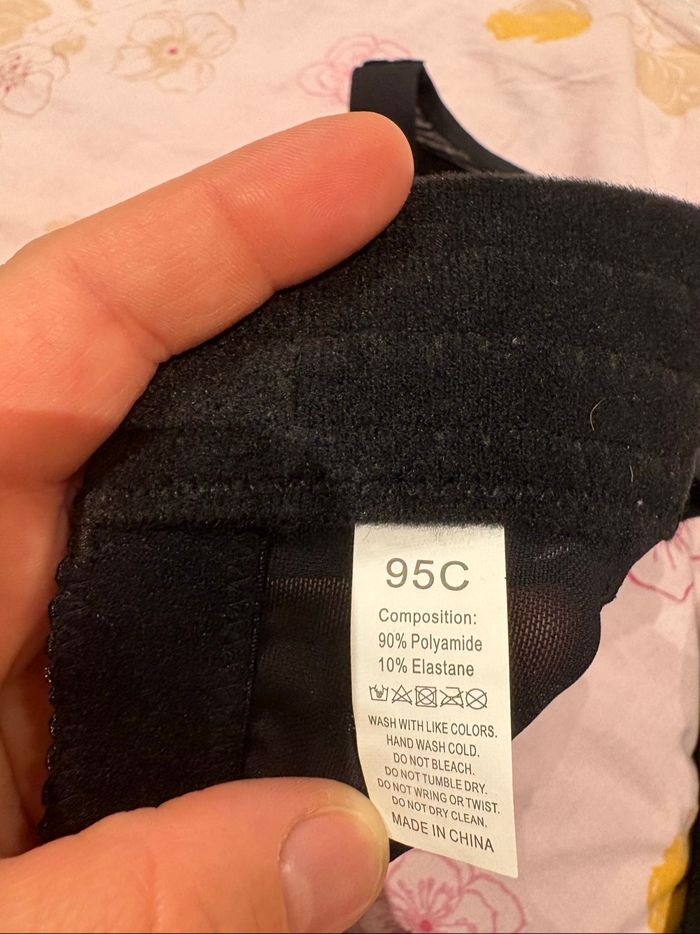 95C
Composition:
90% Polyamide
10% Elastane
WASH WITH LIKE COLORS.
HAND WASH COLD.
DO NOT BLEACH.
DO NOT TUMBLE DRY.
DO NOT WRING OR TWIST.
DO NOT DRY CLEAN.
MADE IN CHINA